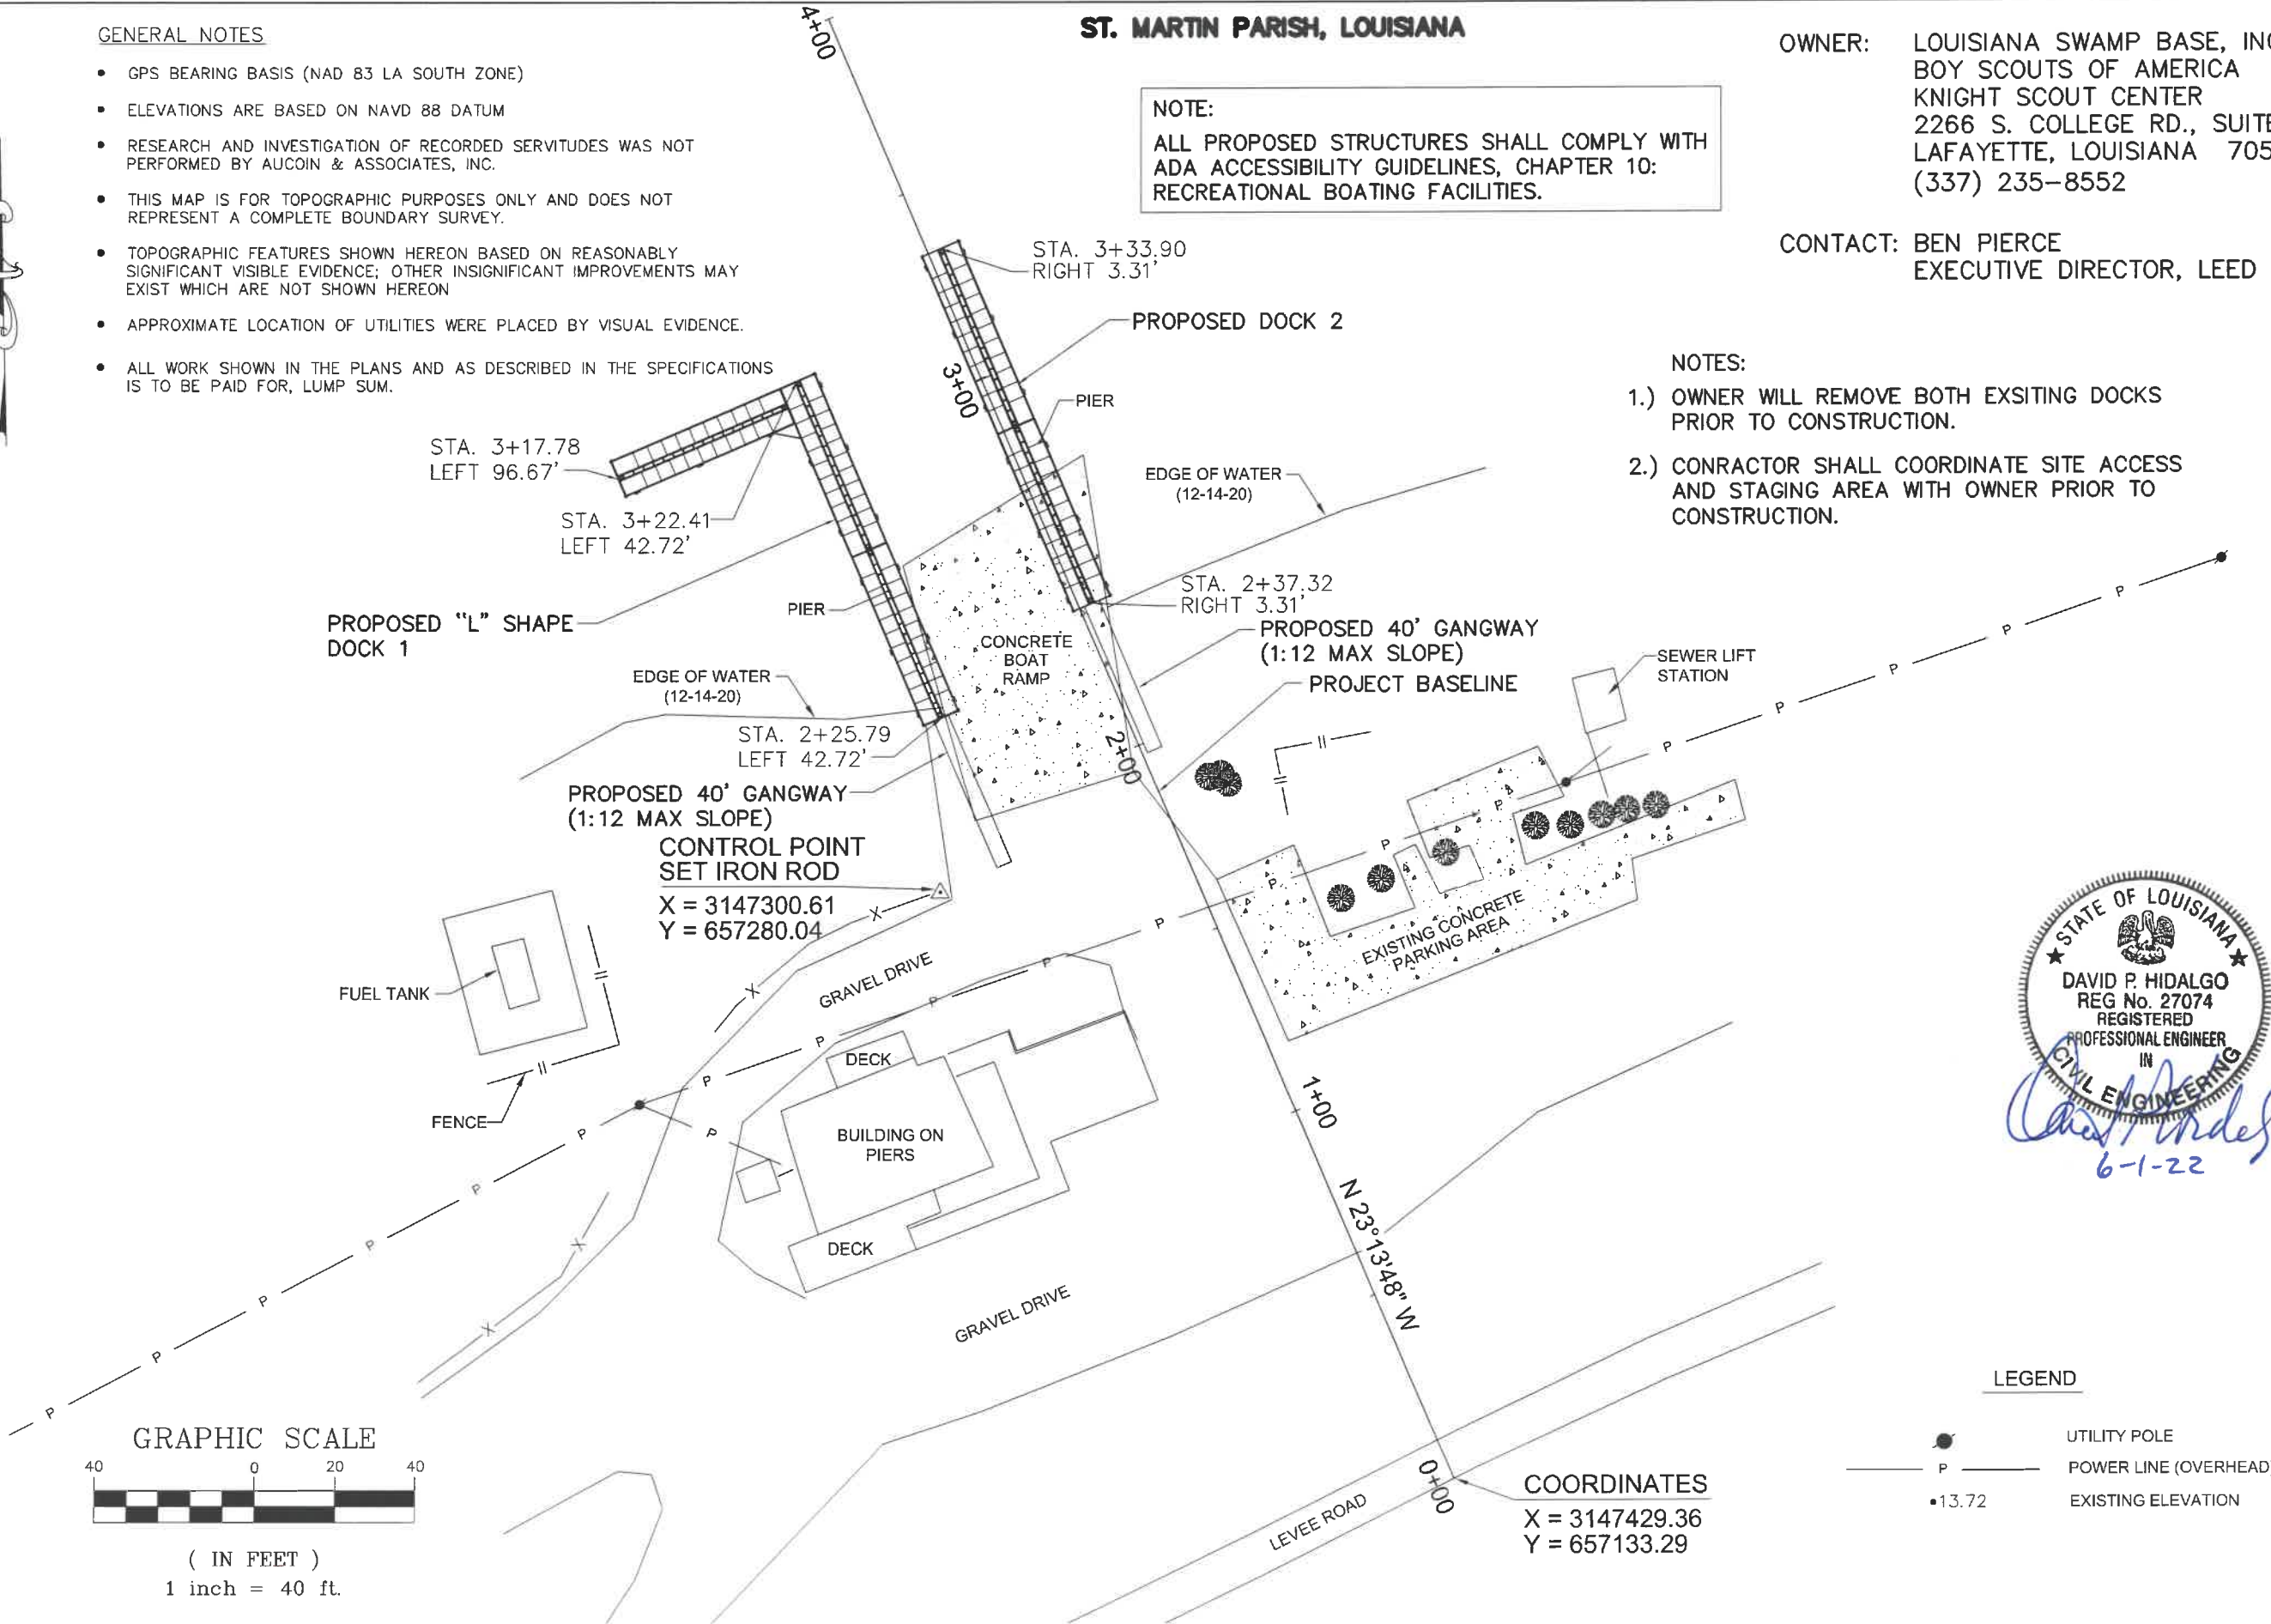 ST. MARTIN PARISH, LOUISIANA
GENERAL NOTES
• GPS BEARING BASIS (NAD 83 LA SOUTH ZONE)
• ELEVATIONS ARE BASED ON NAVD 88 DATUM
• RESEARCH AND INVESTIGATION OF RECORDED SERVITUDES WAS NOT
PERFORMED BY AUCOIN & ASSOCIATES, INC.
• THIS MAP IS FOR TOPOGRAPHIC PURPOSES ONLY AND DOES NOT
REPRESENT A COMPLETE BOUNDARY SURVEY.
• TOPOGRAPHIC FEATURES SHOWN HEREON BASED ON REASONABLY
SIGNIFICANT VISIBLE EVIDENCE; OTHER INSIGNIFICANT IMPROVEMENTS MAY
EXIST WHICH ARE NOT SHOWN HEREON
• APPROXIMATE LOCATION OF UTILITIES WERE PLACED BY VISUAL EVIDENCE.
• ALL WORK SHOWN IN THE PLANS AND AS DESCRIBED IN THE SPECIFICATIONS
IS TO BE PAID FOR, LUMP SUM.
NOTE:
ALL PROPOSED STRUCTURES SHALL COMPLY WITH
ADA ACCESSIBILITY GUIDELINES, CHAPTER 10:
RECREATIONAL BOATING FACILITIES.
OWNER: LOUISIANA SWAMP BASE, INC
BOY SCOUTS OF AMERICA
KNIGHT SCOUT CENTER
2266 S. COLLEGE RD., SUITE
LAFAYETTE, LOUISIANA 705
(337) 235-8552
CONTACT: BEN PIERCE
EXECUTIVE DIRECTOR, LEED
NOTES:
1.) OWNER WILL REMOVE BOTH EXSITING DOCKS
PRIOR TO CONSTRUCTION.
2.) CONRACTOR SHALL COORDINATE SITE ACCESS
AND STAGING AREA WITH OWNER PRIOR TO
CONSTRUCTION.
4+00
STA. 3+33.90
RIGHT 3.31'
PROPOSED DOCK 2
3+00
PIER
STA. 3+17.78
LEFT 96.67'
STA. 3+22.41
LEFT 42.72'
EDGE OF WATER
(12-14-20)
PROPOSED "L" SHAPE
DOCK 1
PIER
CONCRETE
BOAT
RAMP
STA. 2+37.32
RIGHT 3.31'
PROPOSED 40' GANGWAY
(1:12 MAX SLOPE)
PROJECT BASELINE
SEWER LIFT
STATION
EDGE OF WATER
(12-14-20)
STA. 2+25.79
LEFT 42.72'
2+00
PROPOSED 40' GANGWAY
(1:12 MAX SLOPE)
CONTROL POINT
SET IRON ROD
X = 3147300.61
Y = 657280.04
EXISTING CONCRETE
PARKING AREA
FUEL TANK
GRAVEL DRIVE
FENCE
DECK
BUILDING ON
PIERS
DECK
1+00
N 23°13'48" W
GRAVEL DRIVE
P P P P P P P P P P P P P P P P P P P P
X X X X
STATE OF LOUISIANA
DAVID P. HIDALGO
REG No. 27074
REGISTERED
PROFESSIONAL ENGINEER
IN
CIVIL ENGINEERING
6-1-22
GRAPHIC SCALE
40 0 20 40
( IN FEET )
1 inch = 40 ft.
0+00
LEVEE ROAD
COORDINATES
X = 3147429.36
Y = 657133.29
LEGEND
UTILITY POLE
P POWER LINE (OVERHEAD
•13.72 EXISTING ELEVATION